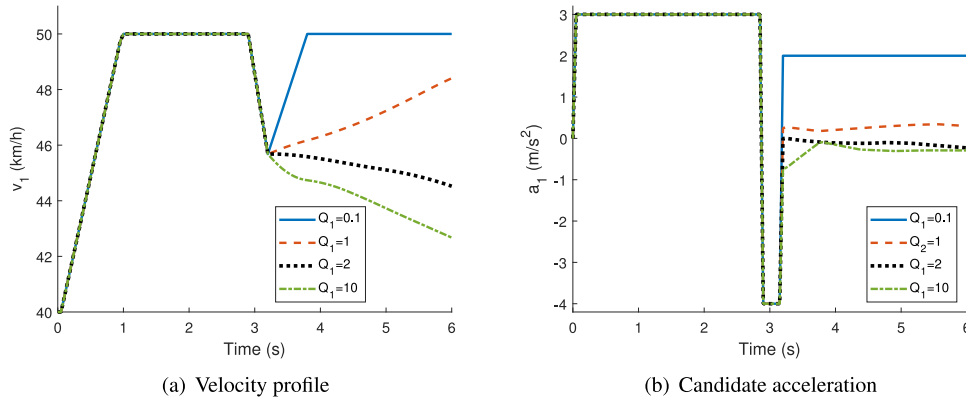 50
48
46
44
42
40
v₁ (km/h)
0 1 2 3 4 5 6
Time (s)
Q₁=0.1
Q₁=1
Q₁=2
Q₁=10
(a) Velocity profile
3
2
1
0
-1
-2
-3
-4
a₁ (m/s²)
0 1 2 3 4 5 6
Time (s)
Q₁=0.1
Q₂=1
Q₁=2
Q₁=10
(b) Candidate acceleration